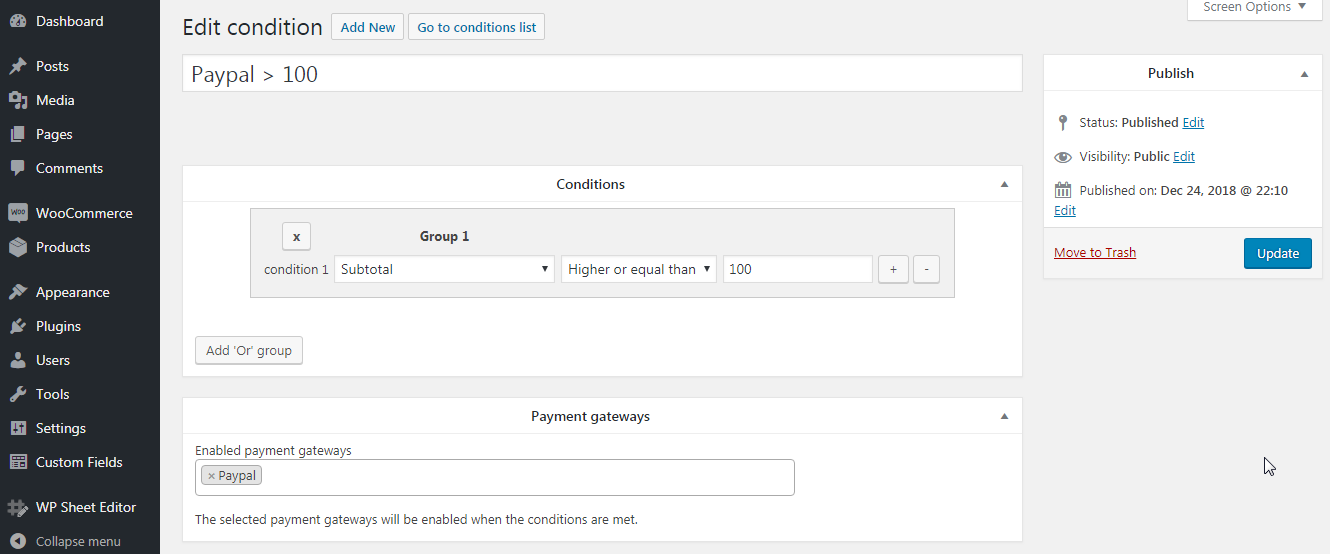 Dashboard
Posts
Media
Pages
Comments
WOO WooCommerce
Products
Appearance
Plugins
Users
Tools
Settings
Custom Fields
WP Sheet Editor
Collapse menu
Screen Options ▼
Edit condition Add New Go to conditions list
Paypal > 100
Conditions
x Group 1
condition 1 Subtotal Higher or equal than 100 + -
Add 'Or' group
Payment gateways
Enabled payment gateways
× Paypal
The selected payment gateways will be enabled when the conditions are met.
Publish
Status: Published Edit
Visibility: Public Edit
Published on: Dec 24, 2018 @ 22:10
Edit
Move to Trash Update